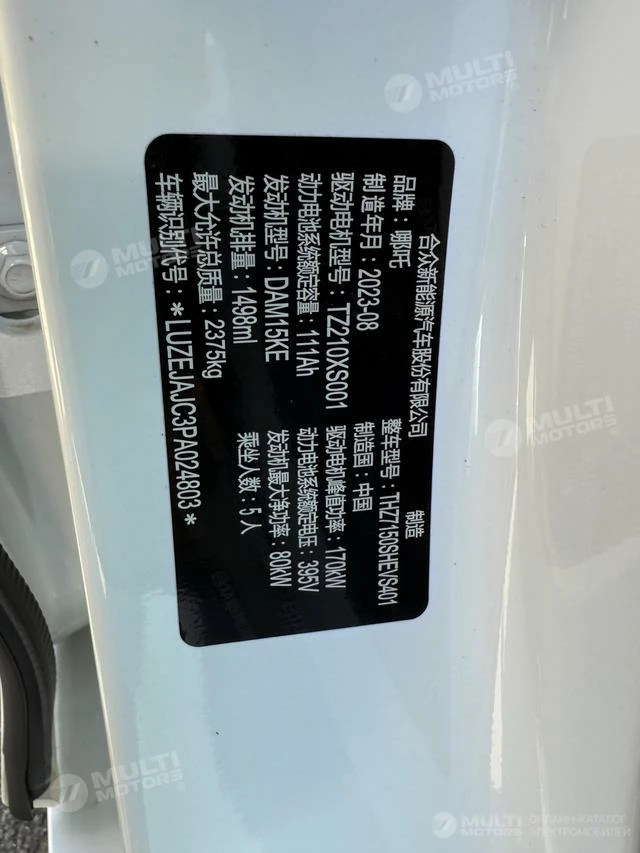 合众新能源汽车股份有限公司 制造
品牌：哪吒 整车型号：THZ7150SHEVS401
制造年月：2023-08 制造国：中国
驱动电机型号：TZ210XS001 驱动电机峰值功率：170KW
动力电池系统额定容量：111Ah 动力电池系统额定电压：395V
发动机型号：DAM15KE 发动机最大净功率：80KW
发动机排量：1498ml 乘坐人数：5人
最大允许总质量：2375kg
车辆识别代号：*LUZEJAJC3PA024803*
MULTI MOTORS®
MULTI MOTORS®
MULTI MOTORS®
MULTI MOTORS®
MULTI MOTORS® ОНЛАЙН-КАТАЛОГ ЭЛЕКТРОМОБИЛЕЙ